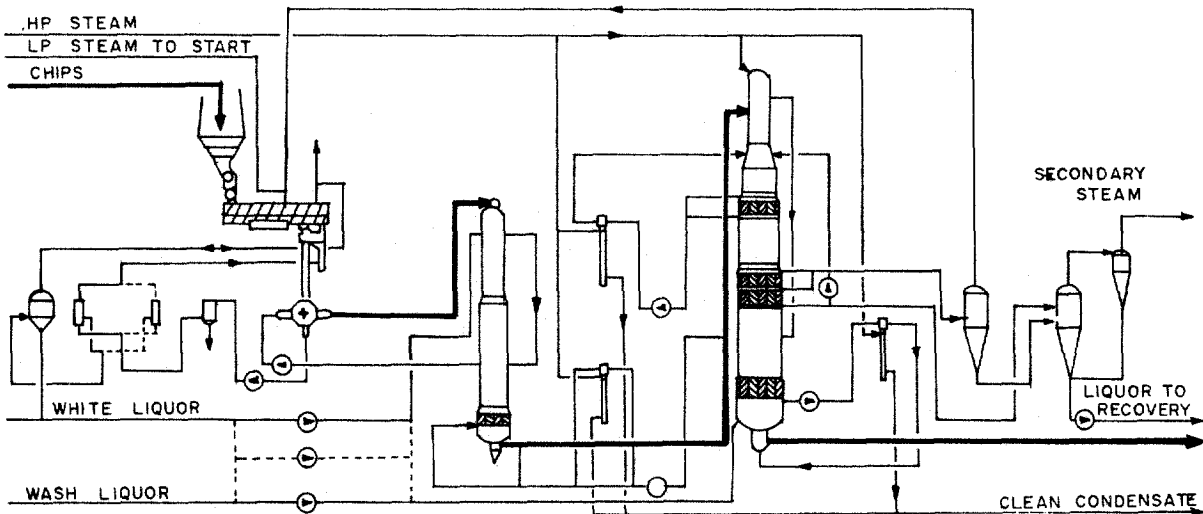 HP STEAM
LP STEAM TO START
CHIPS
SECONDARY
STEAM
WHITE LIQUOR
LIQUOR TO
RECOVERY
WASH LIQUOR
CLEAN CONDENSATE